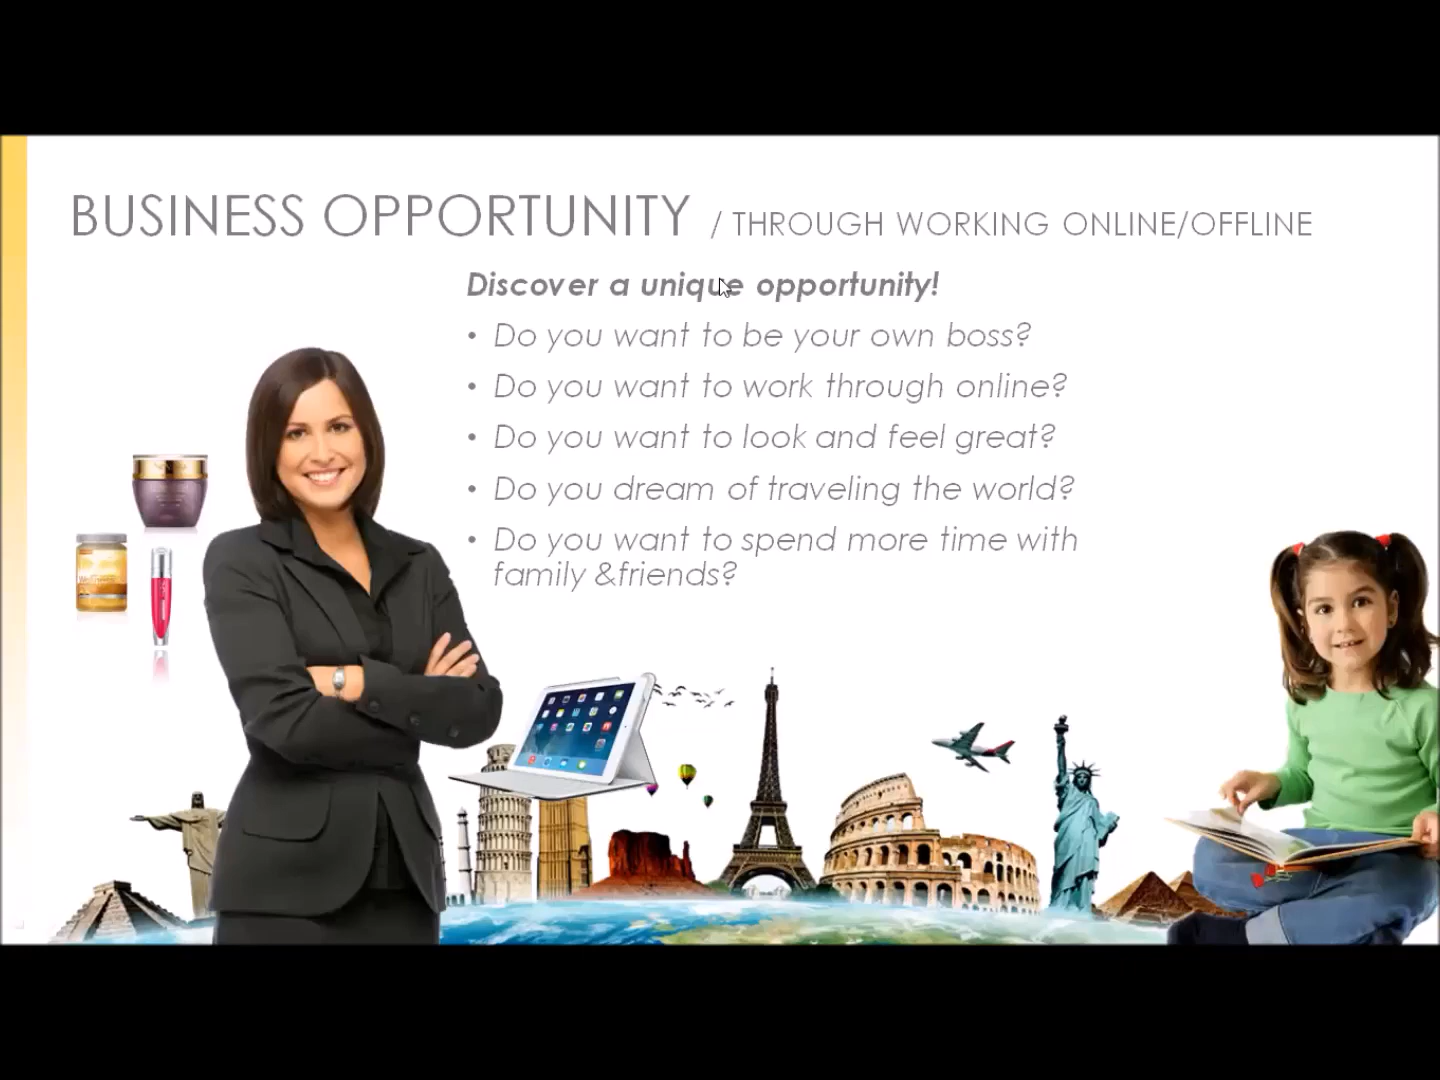 BUSINESS OPPORTUNITY / THROUGH WORKING ONLINE/OFFLINE
Discover a unique opportunity!
• Do you want to be your own boss?
• Do you want to work through online?
• Do you want to look and feel great?
• Do you dream of traveling the world?
• Do you want to spend more time with
family &friends?